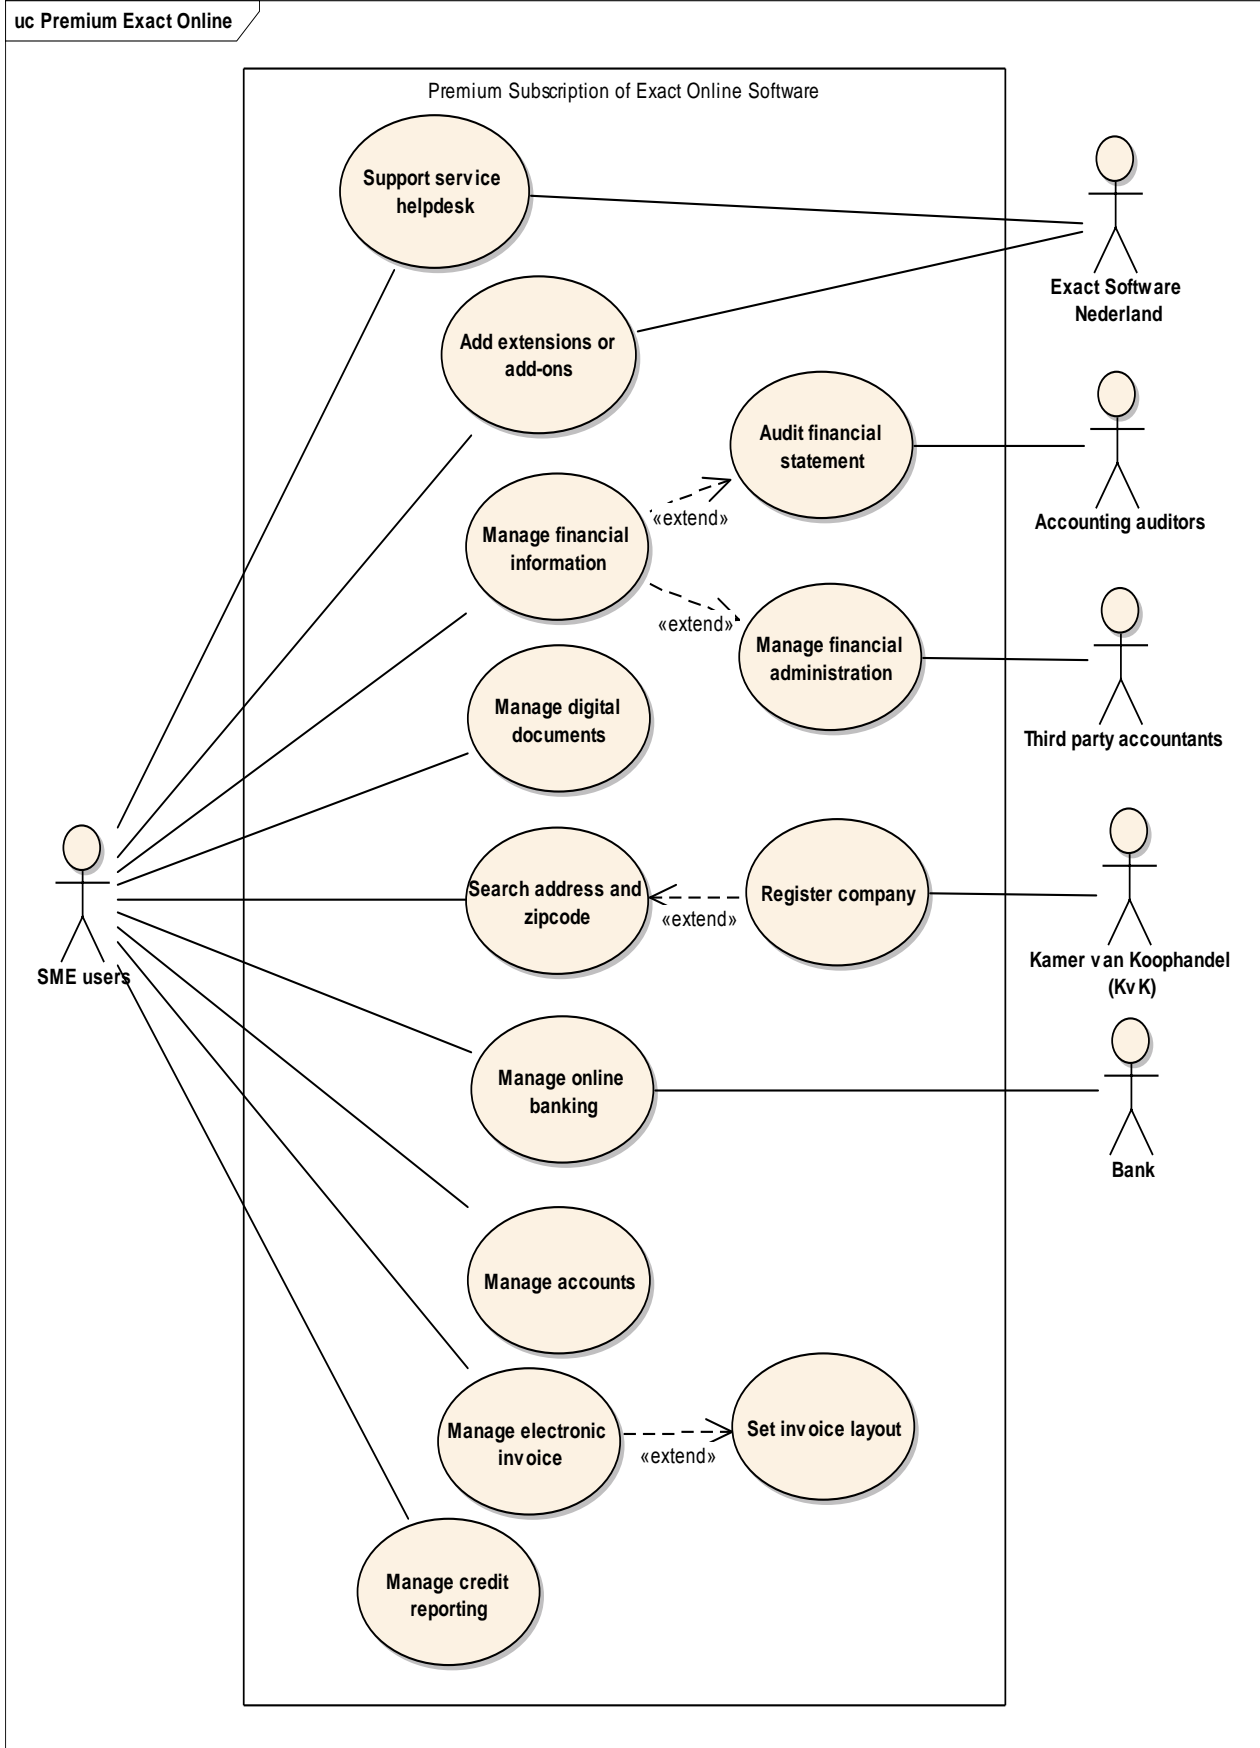 uc Premium Exact Online
Premium Subscription of Exact Online Software
Support service
helpdesk
Exact Software
Nederland
Add extensions or
add-ons
Audit financial
statement
Accounting auditors
Manage financial
information
«extend»
«extend»
Manage financial
administration
Third party accountants
Manage digital
documents
Search address and
zipcode
«extend»
Register company
Kamer van Koophandel
(KvK)
SME users
Manage online
banking
Bank
Manage accounts
Manage electronic
invoice
«extend»
Set invoice layout
Manage credit
reporting